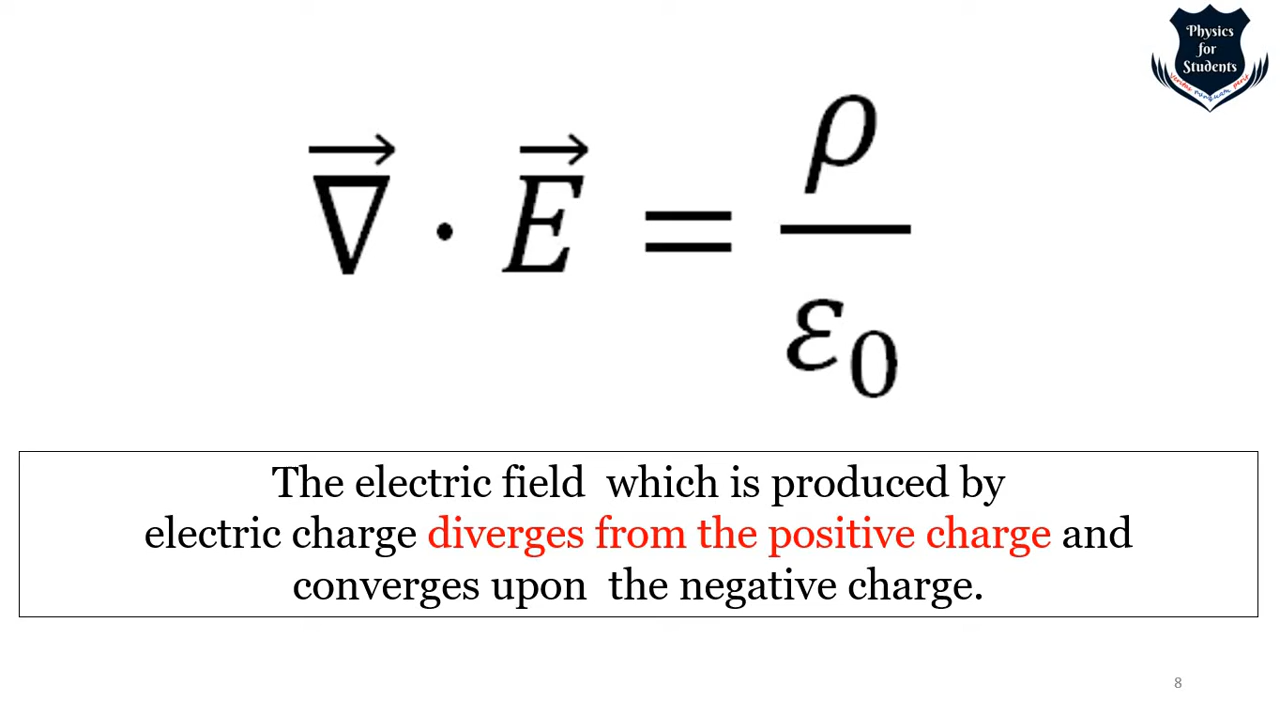 Physics
for
Students
∇⃗ · E⃗ = ρ / ε₀
The electric field  which is produced by
electric charge diverges from the positive charge and
converges upon  the negative charge.
8